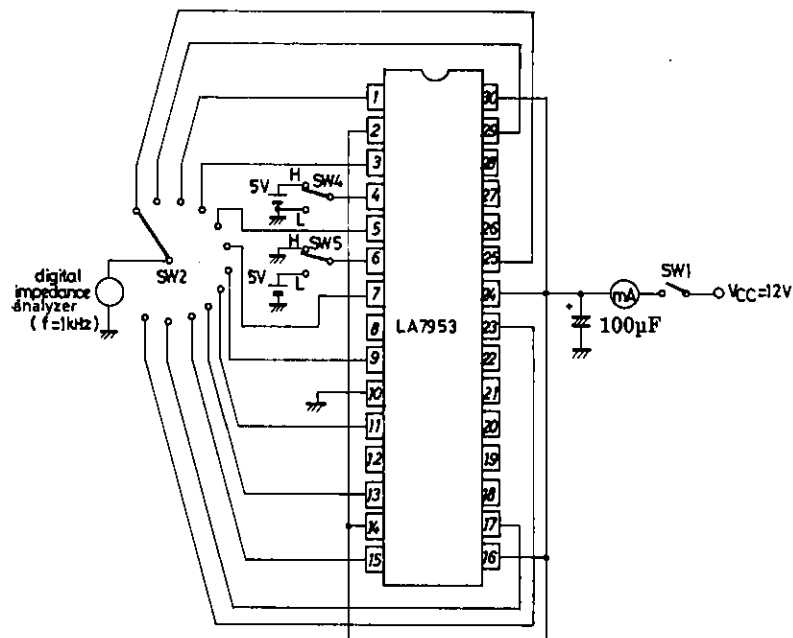 1
2
3
4
5
6
7
8
9
10
11
12
13
14
15
30
29
28
27
26
25
24
23
22
21
20
19
18
17
16
LA7953
H
SW4
5V
L
H
SW5
5V
L
SW2
digital
impedance
analyzer
(f=1kHz)
mA
SW1
VCC=12V
+
100µF